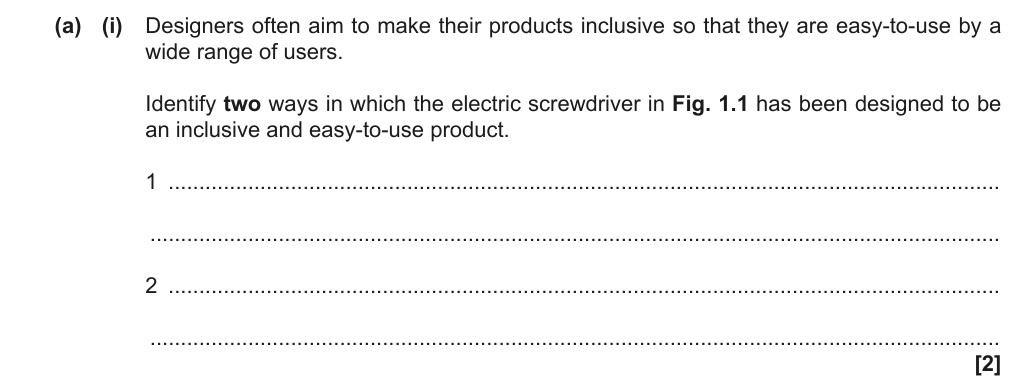 (a) (i) Designers often aim to make their products inclusive so that they are easy-to-use by a
wide range of users.
Identify two ways in which the electric screwdriver in Fig. 1.1 has been designed to be
an inclusive and easy-to-use product.
1 ...........................................................................................................................................
..............................................................................................................................................
2 ...........................................................................................................................................
..............................................................................................................................................
[2]